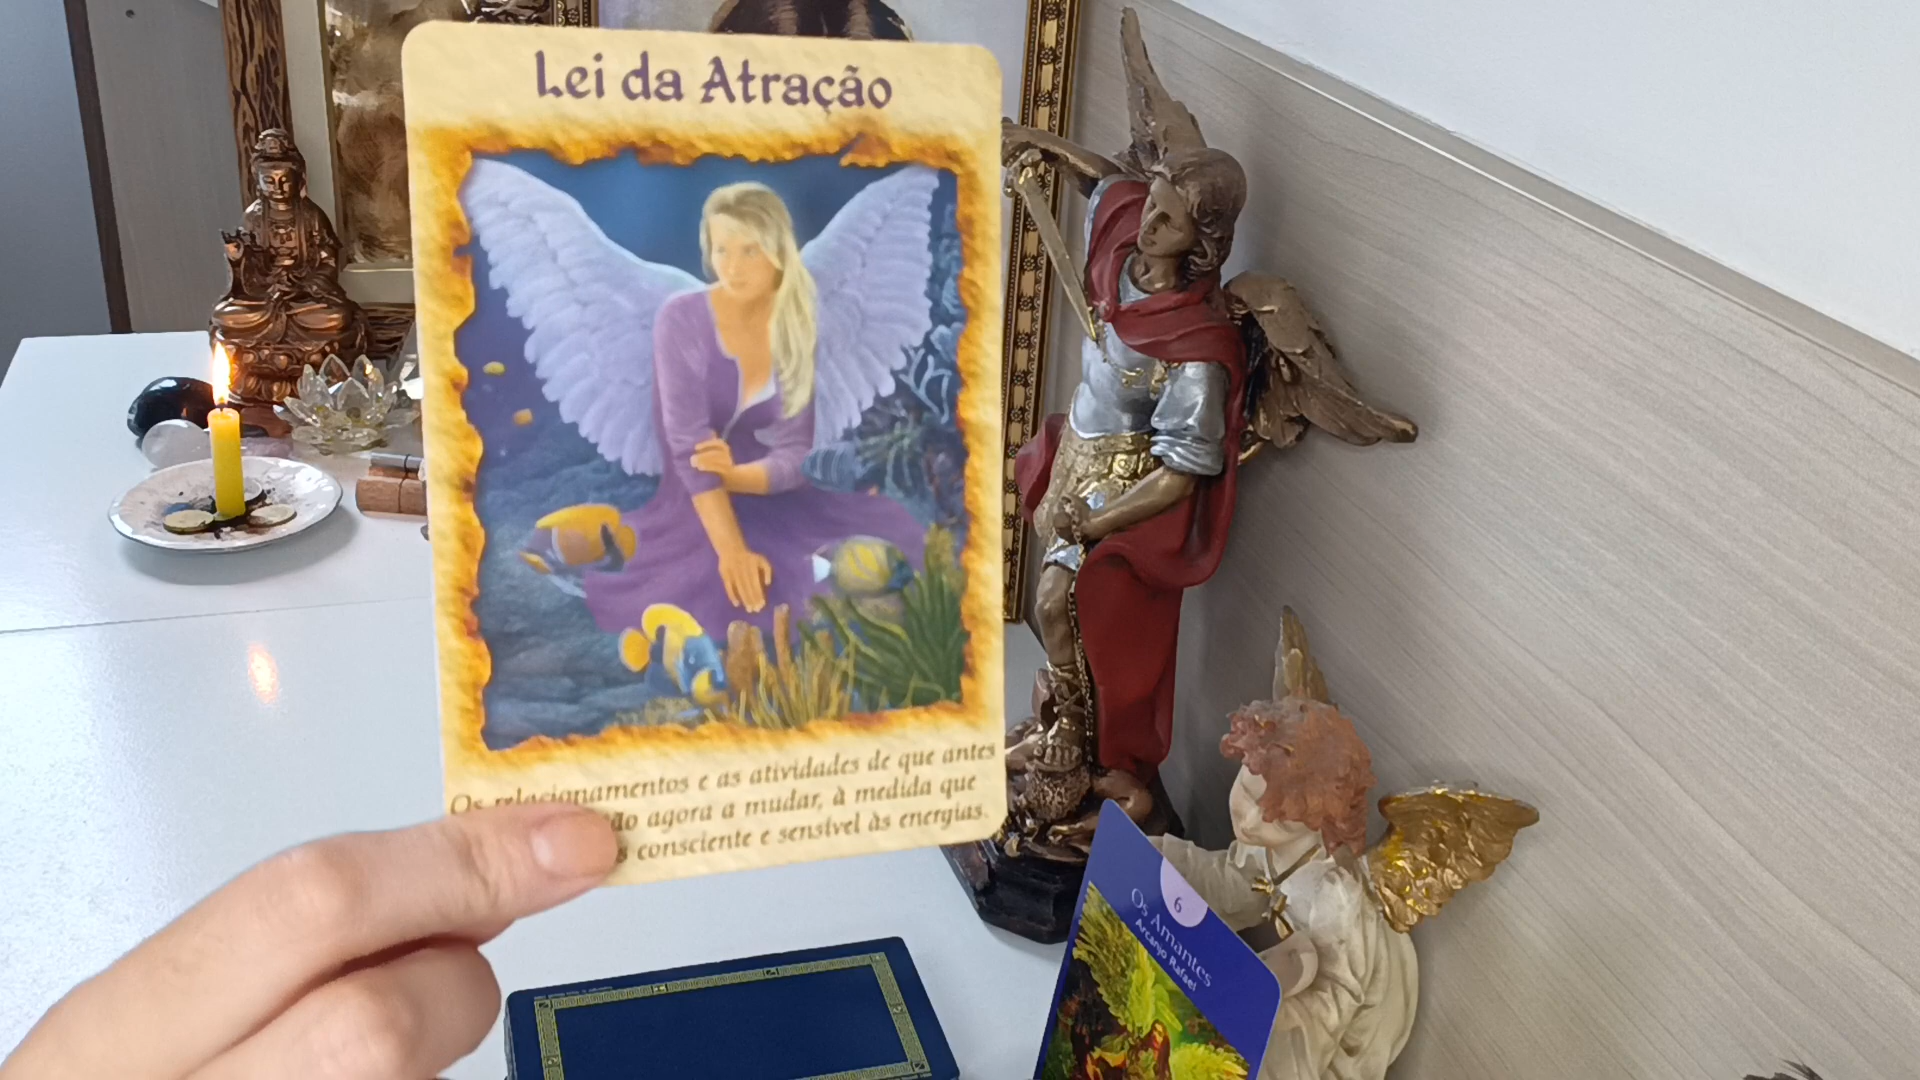 Lei da Atração
Os relacionamentos e as atividades de que antes
agora a mudar, à medida que
consciente e sensível às energias.
6
Os Amantes
Arcanjo Rafael